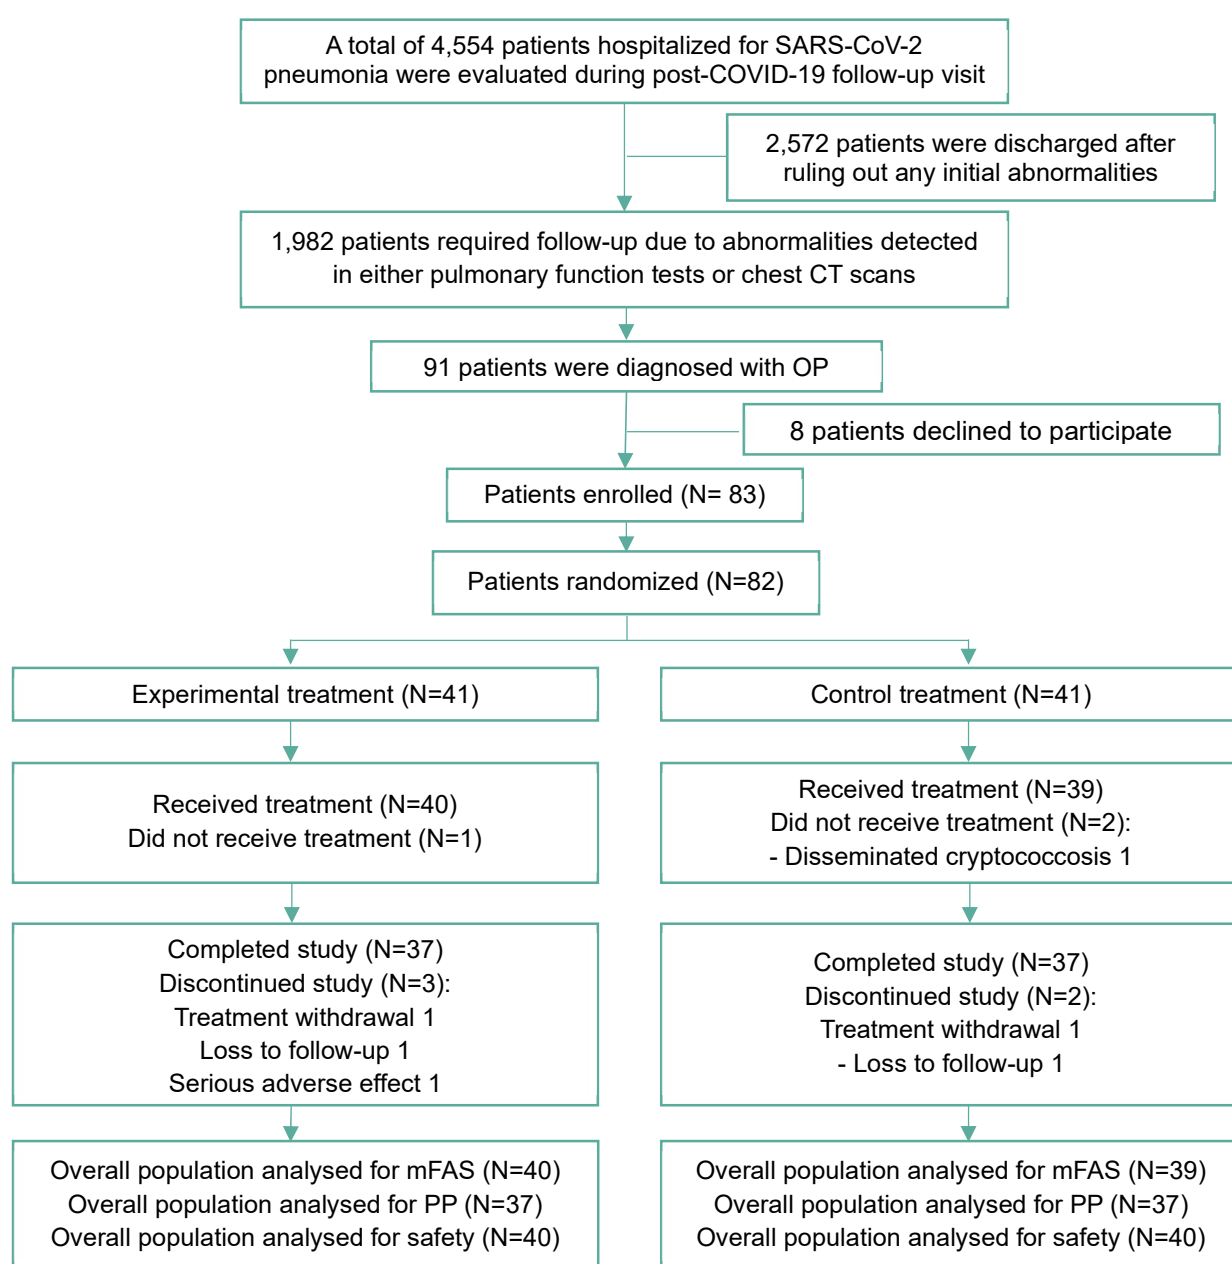 A total of 4,554 patients hospitalized for SARS-CoV-2
pneumonia were evaluated during post-COVID-19 follow-up visit
2,572 patients were discharged after
ruling out any initial abnormalities
1,982 patients required follow-up due to abnormalities detected
in either pulmonary function tests or chest CT scans
91 patients were diagnosed with OP
8 patients declined to participate
Patients enrolled (N= 83)
Patients randomized (N=82)
Experimental treatment (N=41)
Control treatment (N=41)
Received treatment (N=40)
Did not receive treatment (N=1)
Received treatment (N=39)
Did not receive treatment (N=2):
- Disseminated cryptococcosis 1
Completed study (N=37)
Discontinued study (N=3):
Treatment withdrawal 1
Loss to follow-up 1
Serious adverse effect 1
Completed study (N=37)
Discontinued study (N=2):
Treatment withdrawal 1
- Loss to follow-up 1
Overall population analysed for mFAS (N=40)
Overall population analysed for PP (N=37)
Overall population analysed for safety (N=40)
Overall population analysed for mFAS (N=39)
Overall population analysed for PP (N=37)
Overall population analysed for safety (N=40)